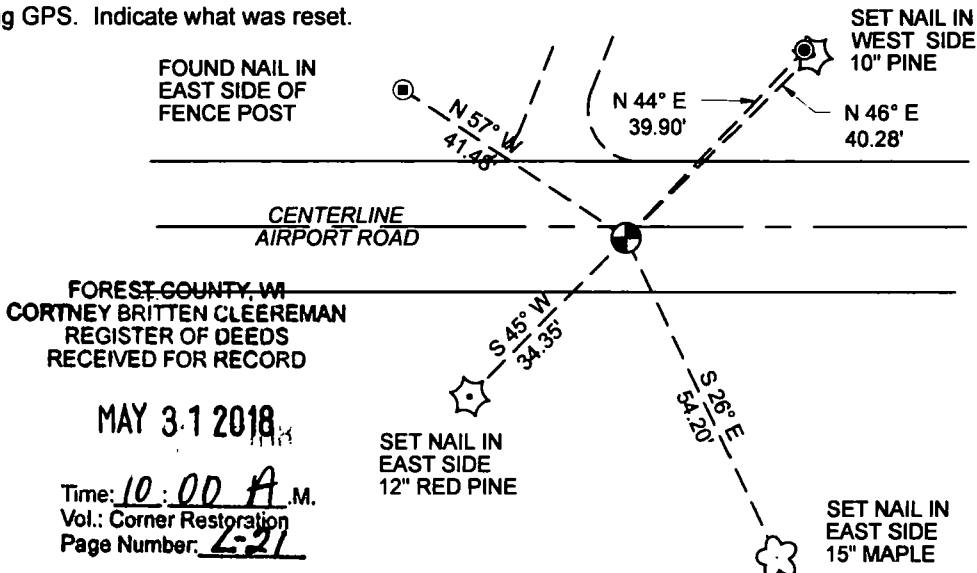 g GPS. Indicate what was reset.
SET NAIL IN
WEST SIDE
10" PINE
FOUND NAIL IN
EAST SIDE OF
FENCE POST
N 57° W
41.48'
N 44° E
39.90'
N 46° E
40.28'
CENTERLINE
AIRPORT ROAD
FOREST COUNTY, WI
CORTNEY BRITTEN CLEEREMAN
REGISTER OF DEEDS
RECEIVED FOR RECORD
MAY 31 2018
Time: 10:00 A.M.
Vol.: Corner Restoration
Page Number: L-21
S 45° W
34.35'
SET NAIL IN
EAST SIDE
12" RED PINE
S 26° E
54.20'
SET NAIL IN
EAST SIDE
15" MAPLE